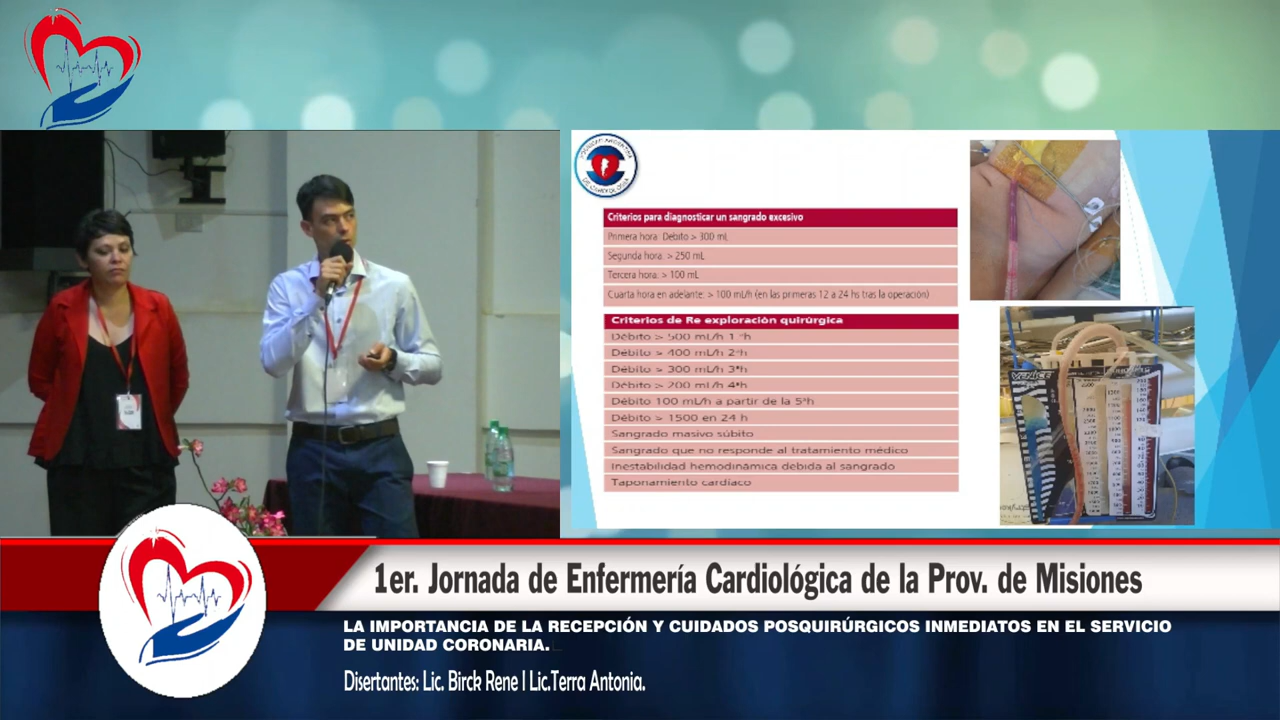 Criterios para diagnosticar un sangrado excesivo
Primera hora: Débito > 300 mL
Segunda hora: > 250 mL
Tercera hora: > 100 mL
Cuarta hora en adelante: > 100 mL/h (en las primeras 12 a 24 hs tras la operación)
Criterios de Re exploración quirúrgica
Débito > 500 mL/h 1ªh
Débito > 400 mL/h 2ªh
Débito > 300 mL/h 3ªh
Débito > 200 mL/h 4ªh
Débito 100 mL/h a partir de la 5ªh
Débito > 1500 en 24 h
Sangrado masivo súbito
Sangrado que no responde al tratamiento médico
Inestabilidad hemodinámica debida al sangrado
Taponamiento cardíaco
1er. Jornada de Enfermería Cardiológica de la Prov. de Misiones
LA IMPORTANCIA DE LA RECEPCIÓN Y CUIDADOS POSQUIRÚRGICOS INMEDIATOS EN EL SERVICIO
DE UNIDAD CORONARIA.
Disertantes: Lic. Birck Rene l Lic.Terra Antonia.